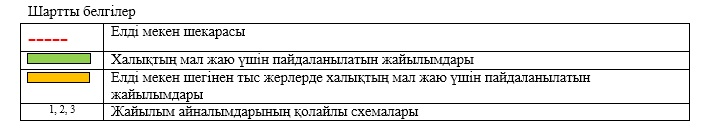 Шартты белгілер
Елді мекен шекарасы
Халықтың мал жаю үшін пайдаланылатын жайылымдары
Елді мекен шегінен тыс жерлерде халықтың мал жаю үшін пайдаланылатын
жайылымдары
1, 2, 3 Жайылым айналымдарының қолайлы схемалары